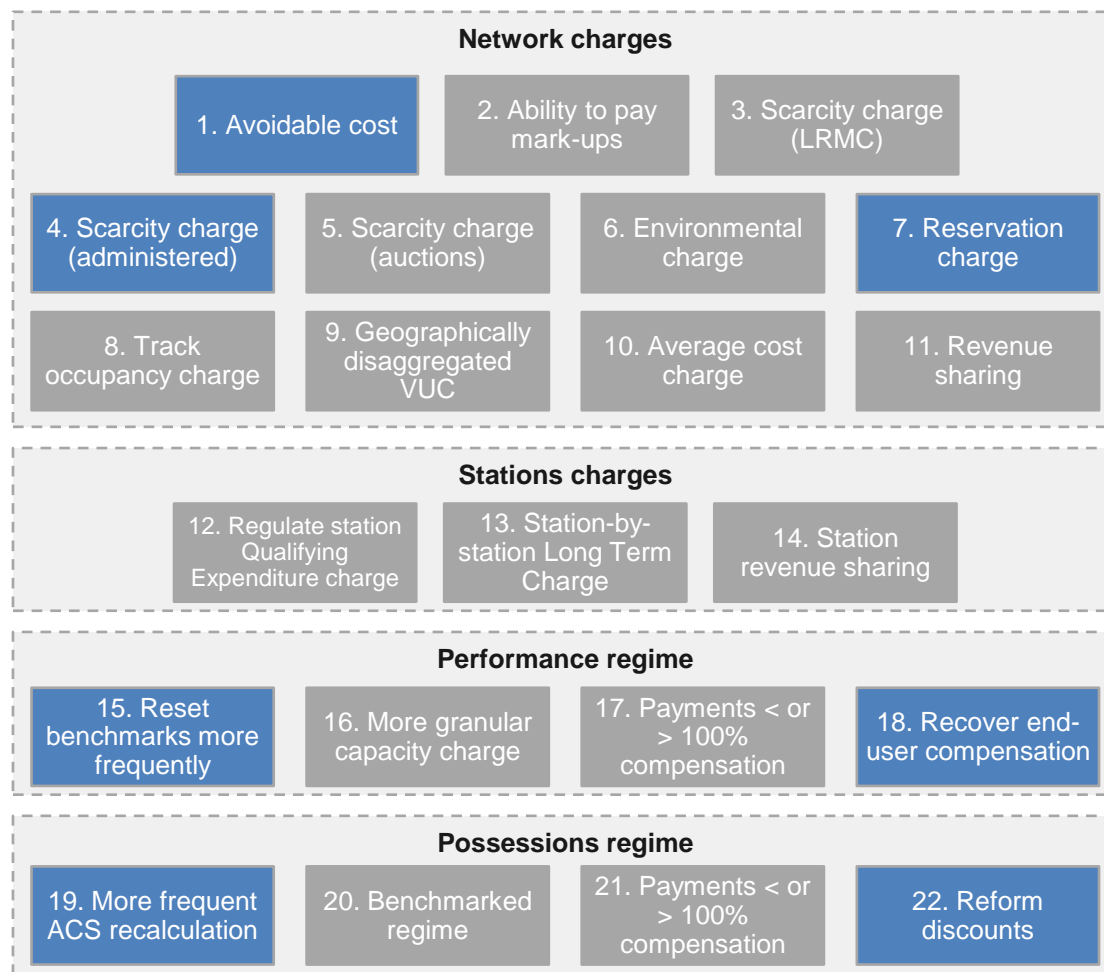 Network charges
1. Avoidable cost
2. Ability to pay
mark-ups
3. Scarcity charge
(LRMC)
4. Scarcity charge
(administered)
5. Scarcity charge
(auctions)
6. Environmental
charge
7. Reservation
charge
8. Track
occupancy charge
9. Geographically
disaggregated
VUC
10. Average cost
charge
11. Revenue
sharing
Stations charges
12. Regulate station
Qualifying
Expenditure charge
13. Station-by-
station Long Term
Charge
14. Station
revenue sharing
Performance regime
15. Reset
benchmarks more
frequently
16. More granular
capacity charge
17. Payments < or
> 100%
compensation
18. Recover end-
user compensation
Possessions regime
19. More frequent
ACS recalculation
20. Benchmarked
regime
21. Payments < or
> 100%
compensation
22. Reform
discounts